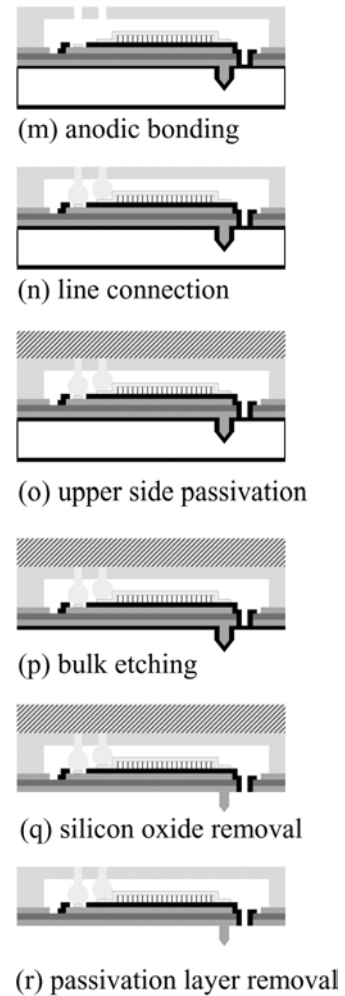 (m) anodic bonding
(n) line connection
(o) upper side passivation
(p) bulk etching
(q) silicon oxide removal
(r) passivation layer removal